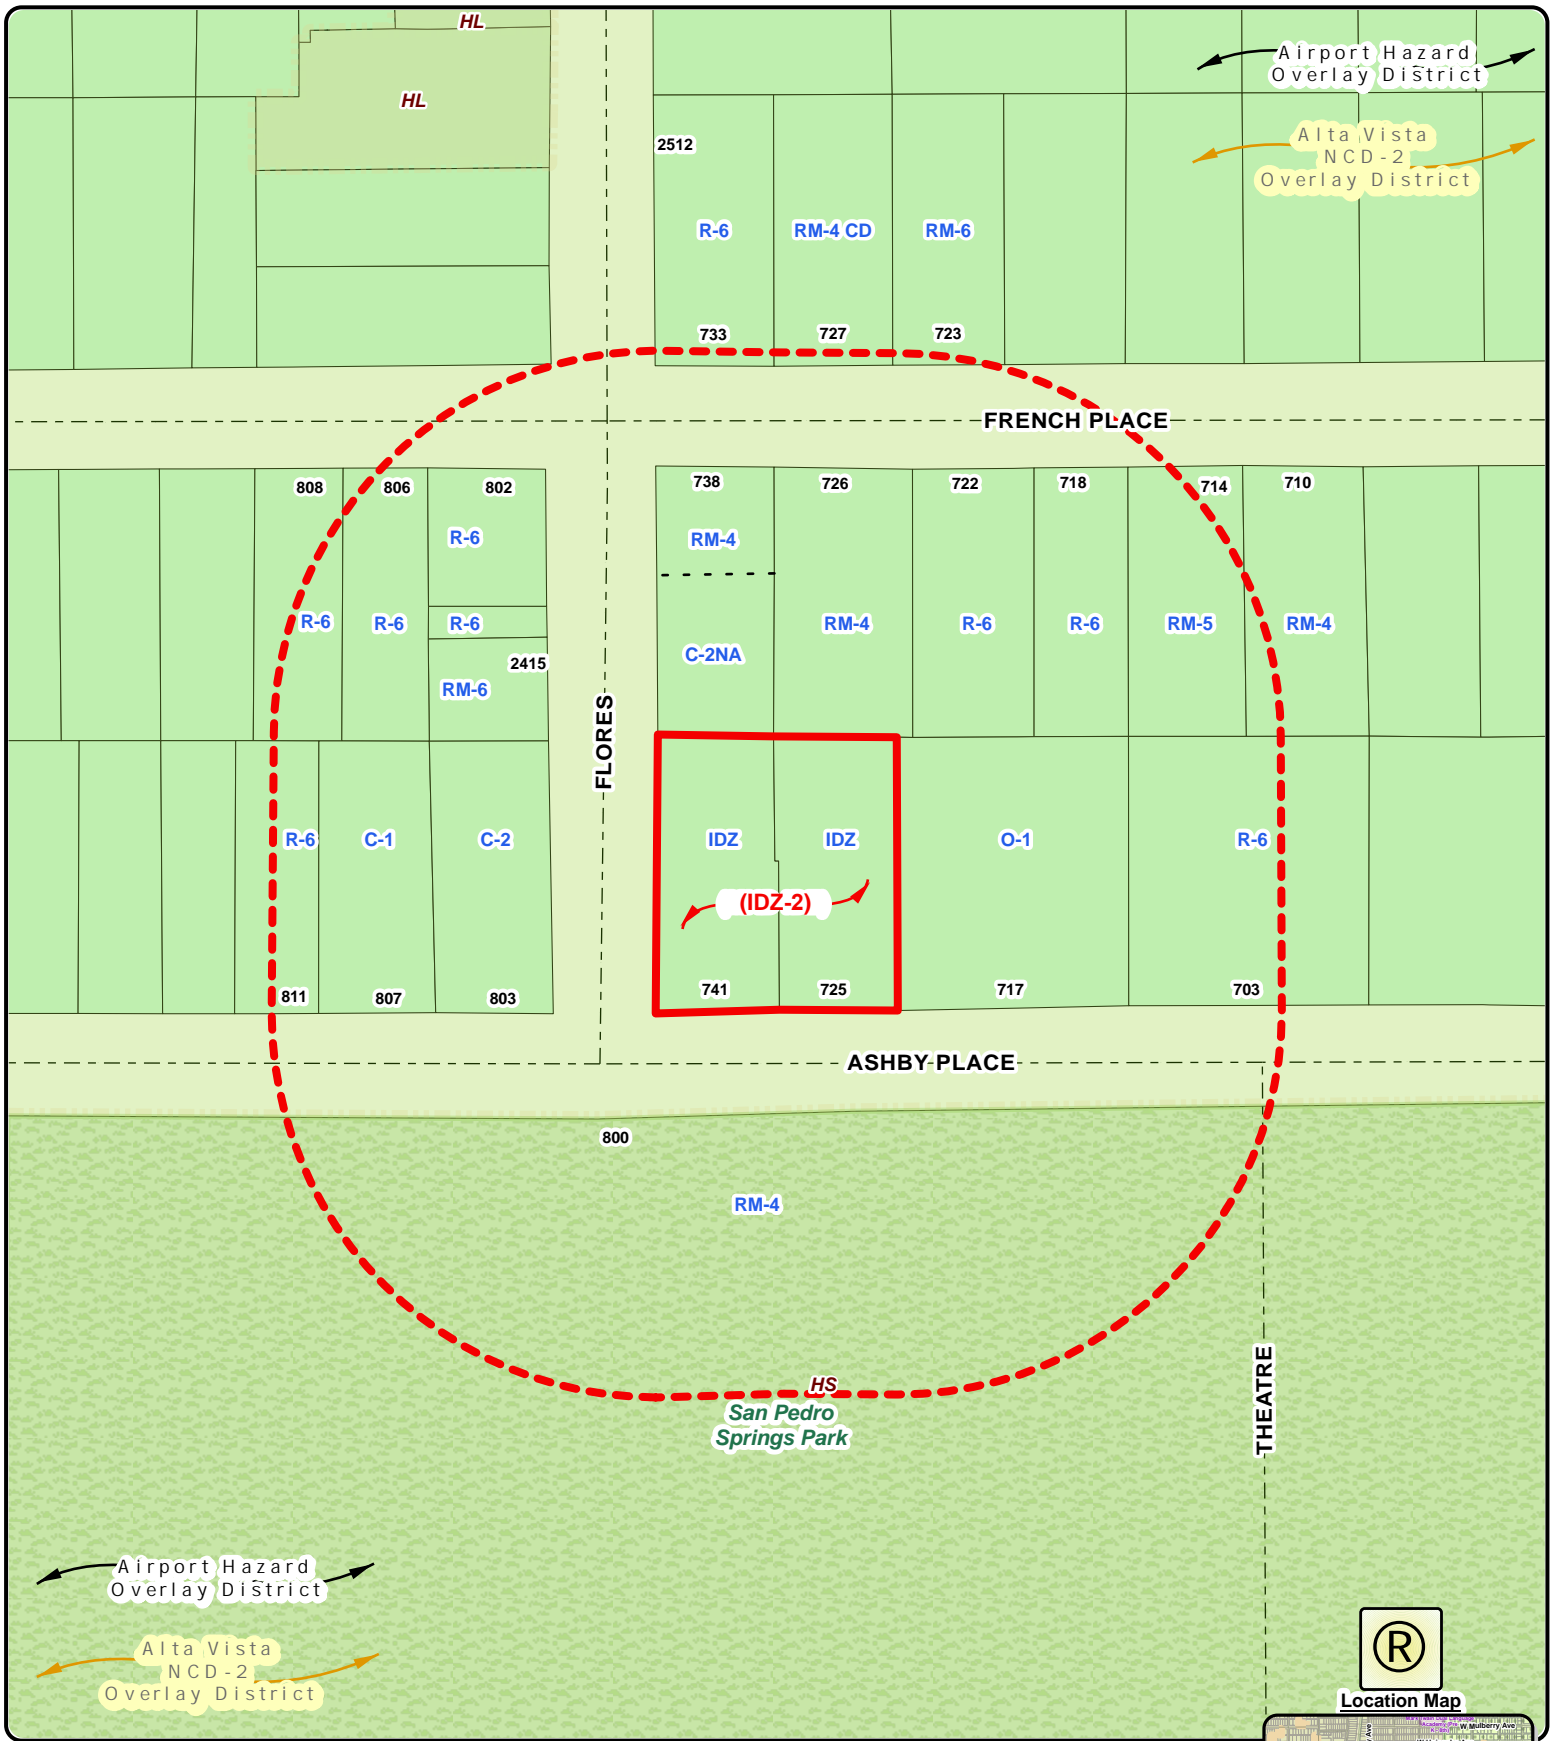 HL
HL
Airport Hazard
Overlay District
Alta Vista
NCD-2
Overlay District
2512
R-6
RM-4 CD
RM-6
733
727
723
FRENCH PLACE
808
806
802
738
726
722
718
714
710
R-6
RM-4
R-6
R-6
R-6
RM-4
R-6
R-6
RM-5
RM-4
2415
C-2NA
RM-6
FLORES
R-6
C-1
C-2
IDZ
IDZ
O-1
R-6
(IDZ-2)
811
807
803
741
725
717
703
ASHBY PLACE
800
RM-4
HS
San Pedro
Springs Park
THEATRE
Airport Hazard
Overlay District
Alta Vista
NCD-2
Overlay District
R
Location Map
W Mulberry Ave